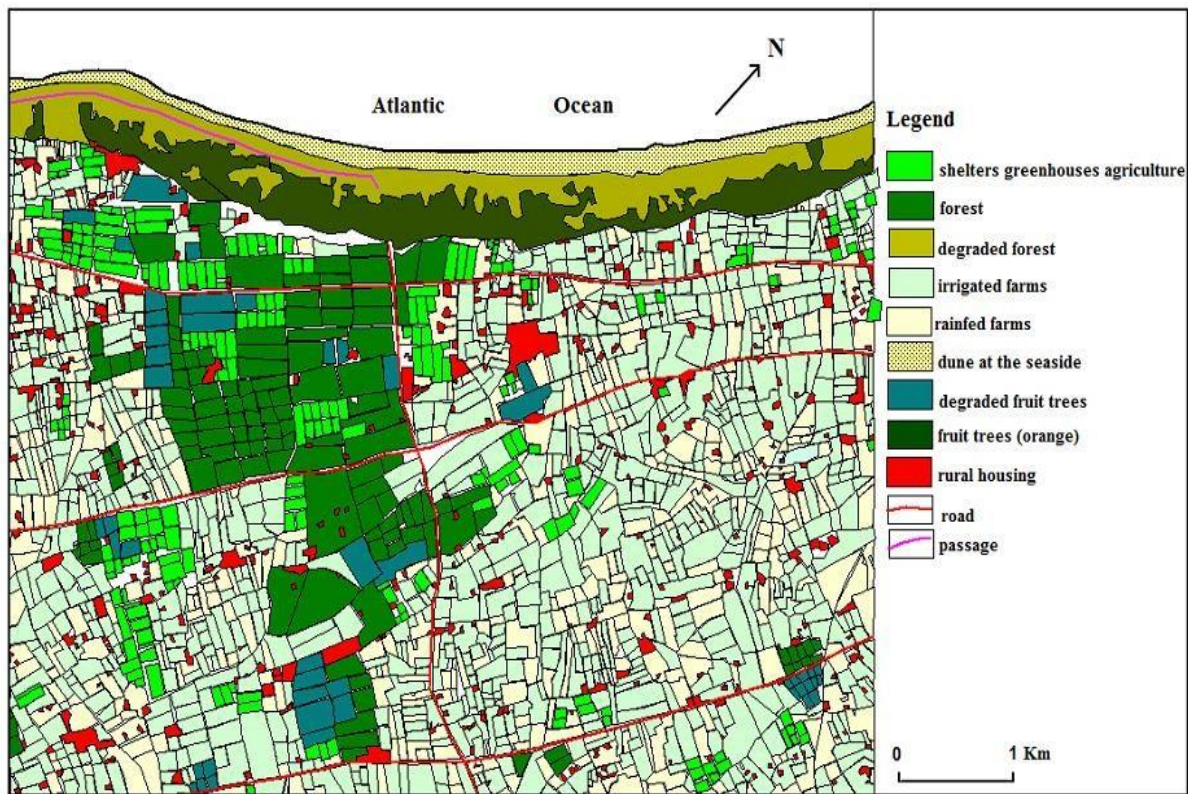 N
Atlantic Ocean
Legend
shelters greenhouses agriculture
forest
degraded forest
irrigated farms
rainfed farms
dune at the seaside
degraded fruit trees
fruit trees (orange)
rural housing
road
passage
0 1 Km